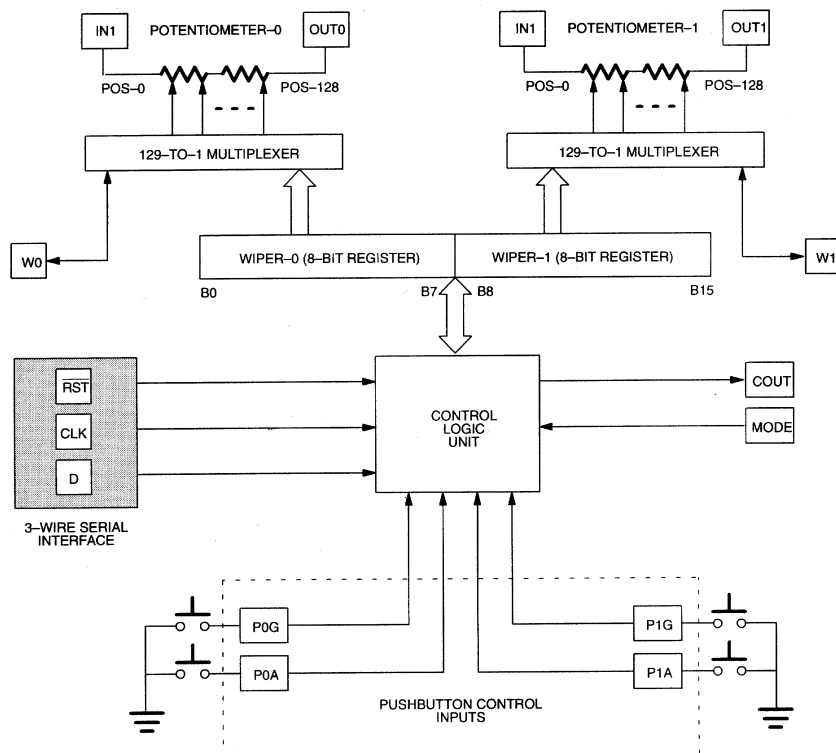 IN1 POTENTIOMETER–0 OUT0
IN1 POTENTIOMETER–1 OUT1
POS–0 POS–128
POS–0 POS–128
129–TO–1 MULTIPLEXER
129–TO–1 MULTIPLEXER
W0
WIPER–0 (8–BIT REGISTER)
WIPER–1 (8–BIT REGISTER)
W1
B0 B7 B8 B15
RST
CLK
D
3–WIRE SERIAL
INTERFACE
CONTROL
LOGIC
UNIT
COUT
MODE
P0G
P0A
P1G
P1A
PUSHBUTTON CONTROL
INPUTS